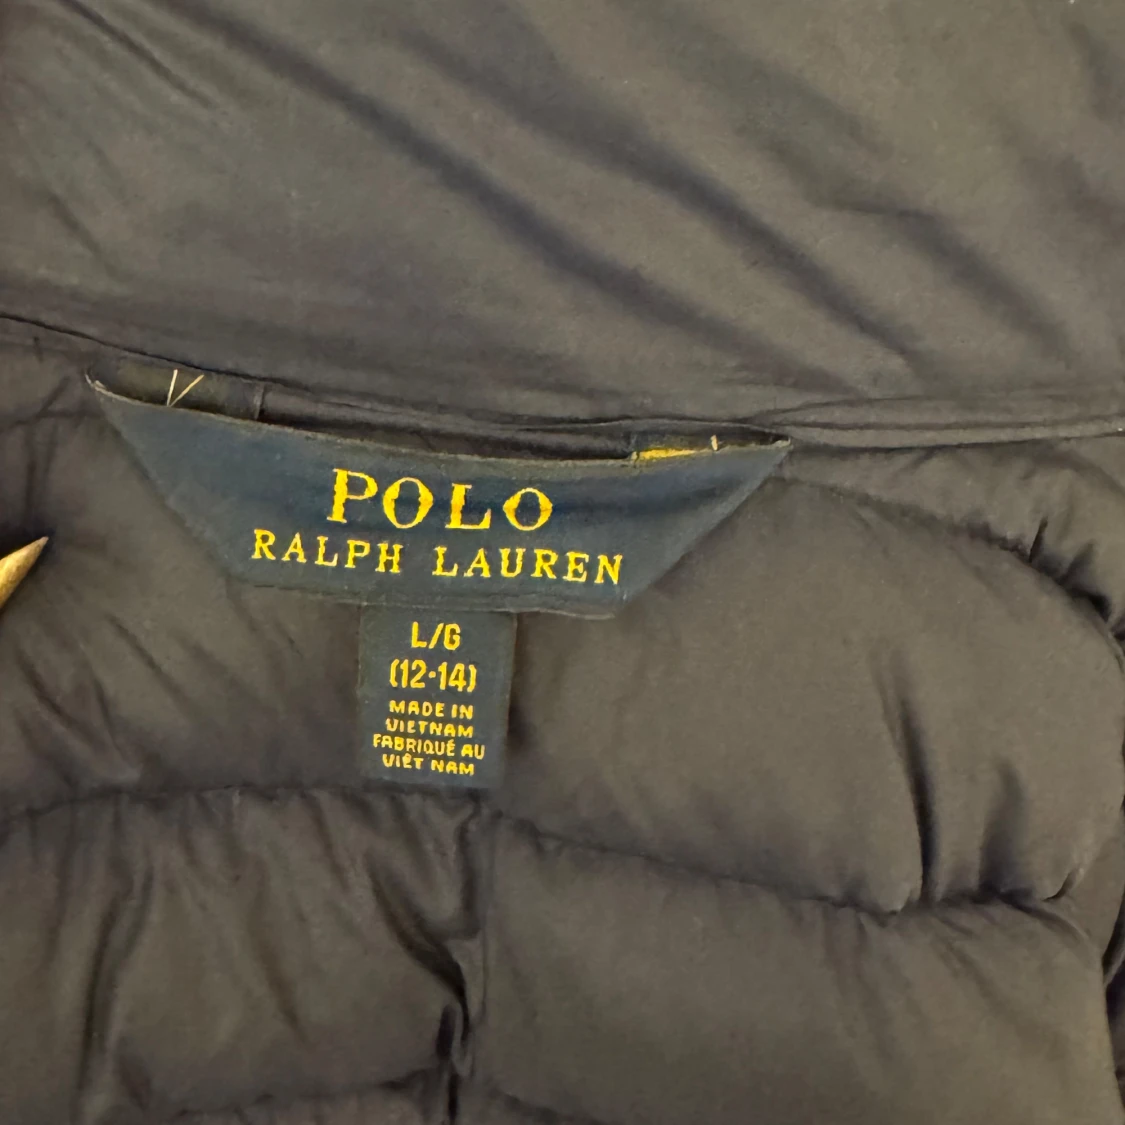 POLO
RALPH LAUREN
L/G
(12-14)
MADE IN
VIETNAM
FABRIQUÉ AU
VIÊT NAM